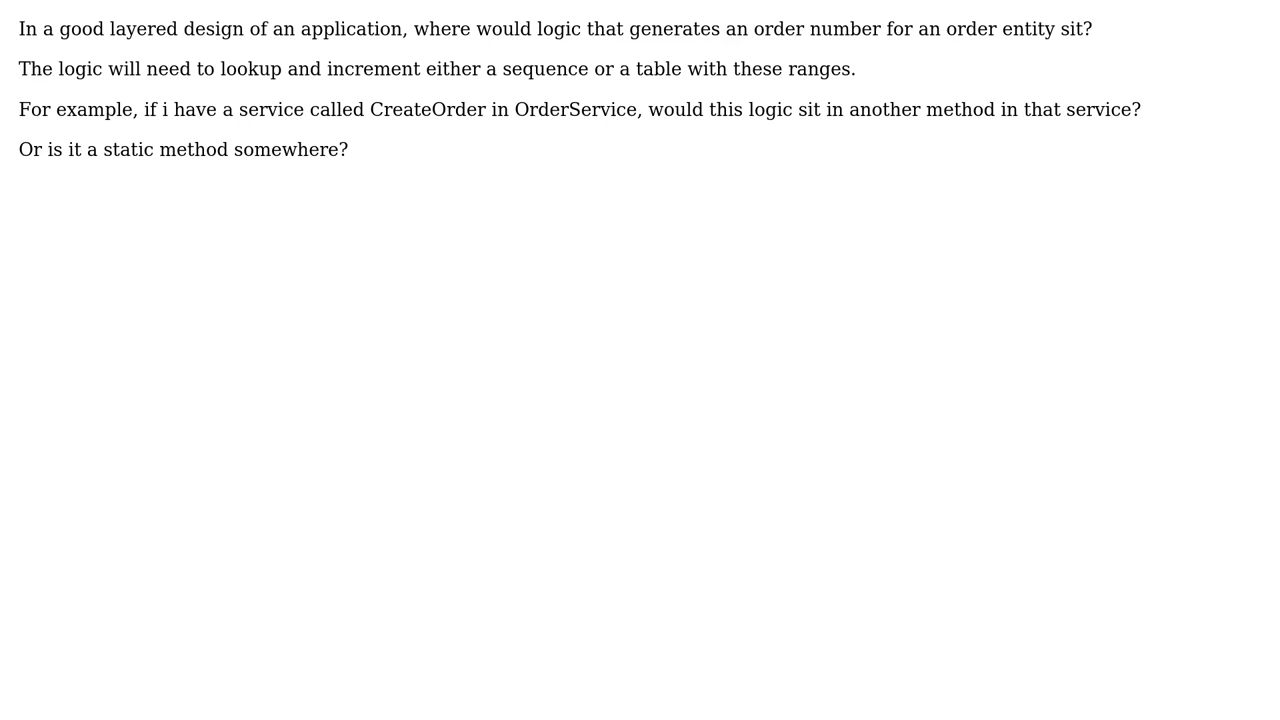 In a good layered design of an application, where would logic that generates an order number for an order entity sit?
The logic will need to lookup and increment either a sequence or a table with these ranges.
For example, if i have a service called CreateOrder in OrderService, would this logic sit in another method in that service?
Or is it a static method somewhere?